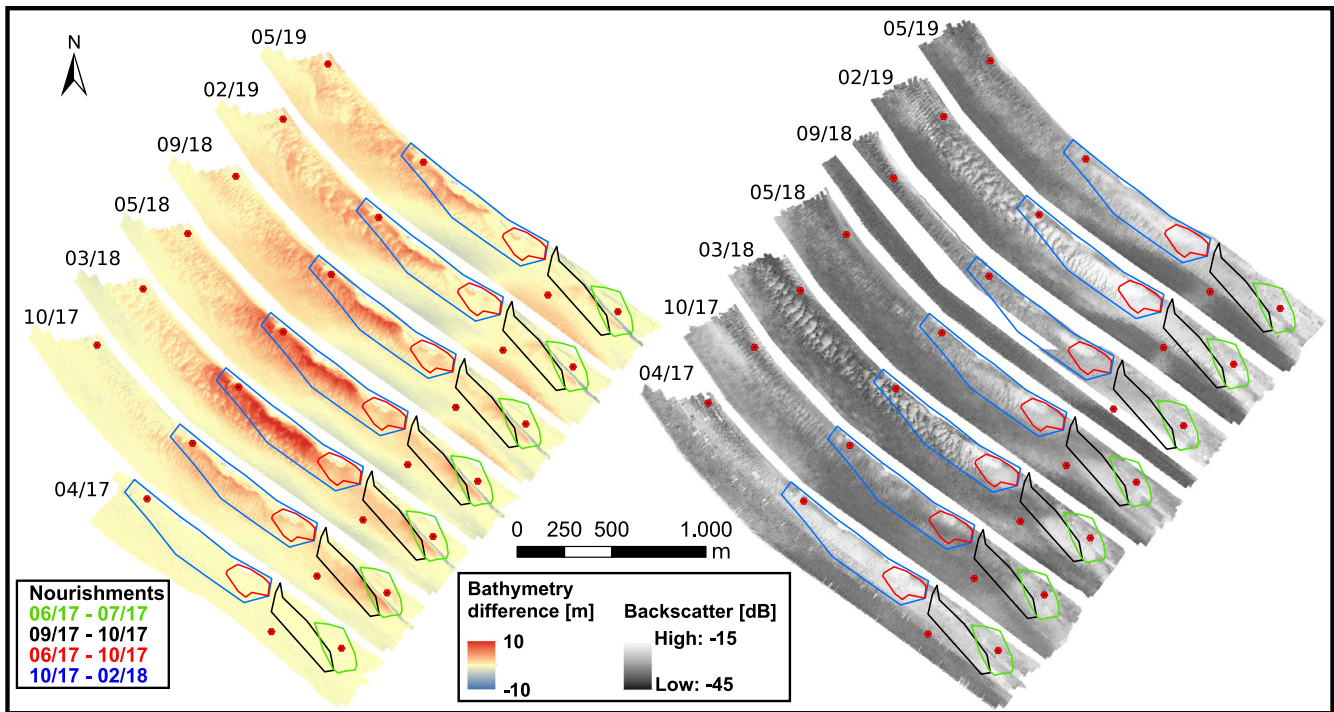 N
05/19
02/19
09/18
05/18
03/18
10/17
04/17
05/19
02/19
09/18
05/18
03/18
10/17
04/17
0 250 500 1.000
m
Nourishments
06/17 - 07/17
09/17 - 10/17
06/17 - 10/17
10/17 - 02/18
Bathymetry
difference [m]
10
-10
Backscatter [dB]
High: -15
Low: -45